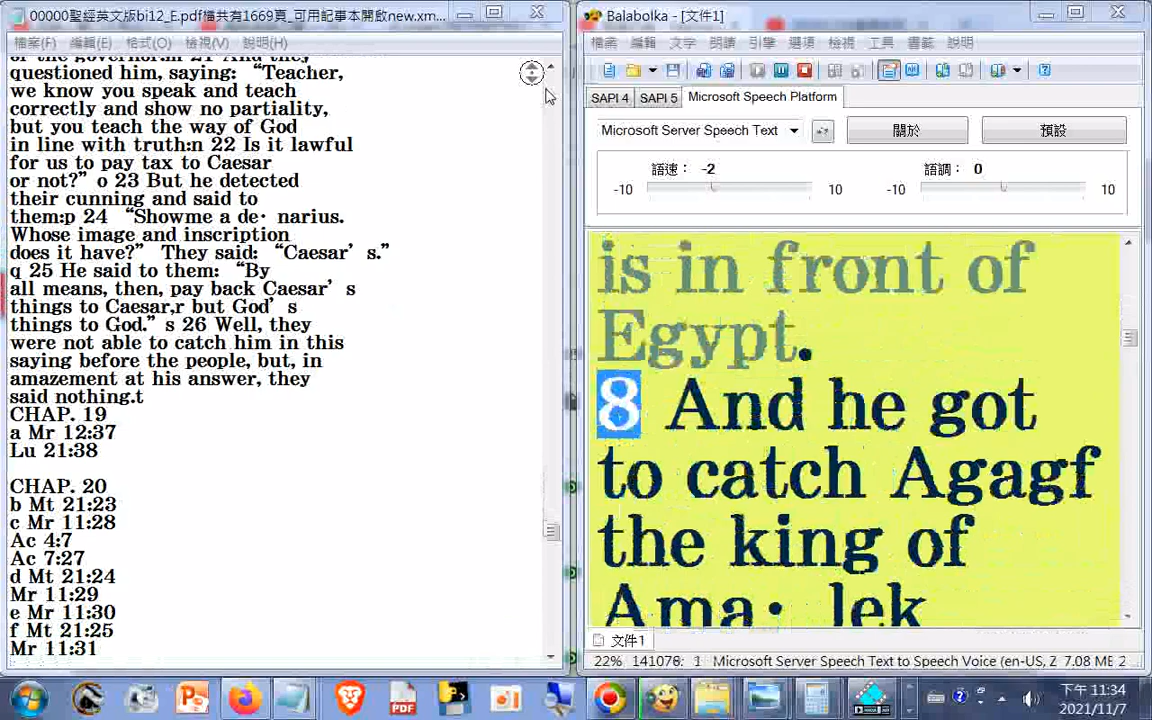 00000聖經英文版bi12_E.pdf檔共有1669頁_可用記事本開啟new.xm...
檔案(F) 編輯(E) 格式(O) 檢視(V) 說明(H)
of the governor.m 21 And they
questioned him, saying: “Teacher,
we know you speak and teach
correctly and show no partiality,
but you teach the way of God
in line with truth:n 22 Is it lawful
for us to pay tax to Caesar
or not?” o 23 But he detected
their cunning and said to
them:p 24 “Showme a de·narius.
Whose image and inscription
does it have?” They said: “Caesar’s.”
q 25 He said to them: “By
all means, then, pay back Caesar’s
things to Caesar,r but God’s
things to God.” s 26 Well, they
were not able to catch him in this
saying before the people, but, in
amazement at his answer, they
said nothing.t
CHAP. 19
a Mr 12:37
Lu 21:38
CHAP. 20
b Mt 21:23
c Mr 11:28
Ac 4:7
Ac 7:27
d Mt 21:24
Mr 11:29
e Mr 11:30
f Mt 21:25
Mr 11:31
Balabolka - [文件1]
檔案 編輯 文字 朗讀 引擎 選項 檢視 工具 書籤 說明
SAPI 4 SAPI 5 Microsoft Speech Platform
Microsoft Server Speech Text 關於 預設
語速： -2 語調： 0
-10 10 -10 10
is in front of
Egypt.
8 And he got
to catch Agagf
the king of
Ama·lek
文件1
22% 141076: 1 Microsoft Server Speech Text to Speech Voice (en-US, Z 7.08 ME 2
下午 11:34
2021/11/7